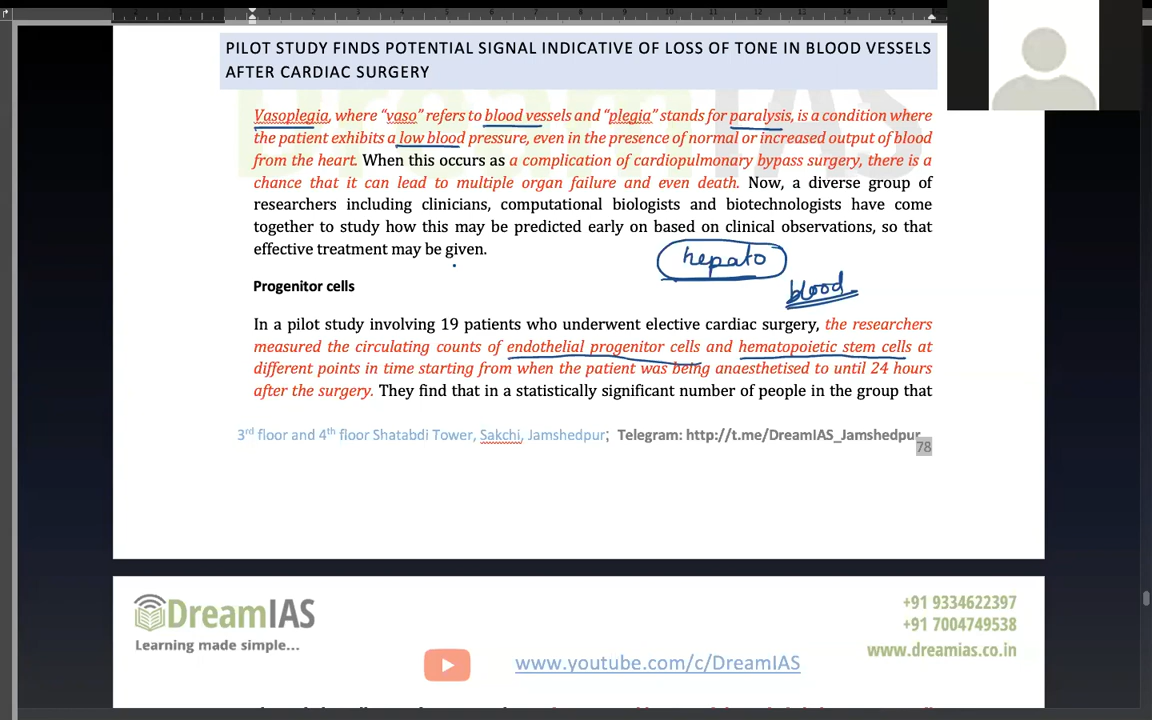 PILOT STUDY FINDS POTENTIAL SIGNAL INDICATIVE OF LOSS OF TONE IN BLOOD VESSELS
AFTER CARDIAC SURGERY
Vasoplegia, where “vaso” refers to blood vessels and “plegia” stands for paralysis, is a condition where
the patient exhibits a low blood pressure, even in the presence of normal or increased output of blood
from the heart. When this occurs as a complication of cardiopulmonary bypass surgery, there is a
chance that it can lead to multiple organ failure and even death. Now, a diverse group of
researchers including clinicians, computational biologists and biotechnologists have come
together to study how this may be predicted early on based on clinical observations, so that
effective treatment may be given.
hepato
blood
Progenitor cells
In a pilot study involving 19 patients who underwent elective cardiac surgery, the researchers
measured the circulating counts of endothelial progenitor cells and hematopoietic stem cells at
different points in time starting from when the patient was being anaesthetised to until 24 hours
after the surgery. They find that in a statistically significant number of people in the group that
3rd floor and 4th floor Shatabdi Tower, Sakchi, Jamshedpur; Telegram: http://t.me/DreamIAS_Jamshedpur
78
DreamIAS
Learning made simple...
+91 9334622397
+91 7004749538
www.dreamias.co.in
www.youtube.com/c/DreamIAS